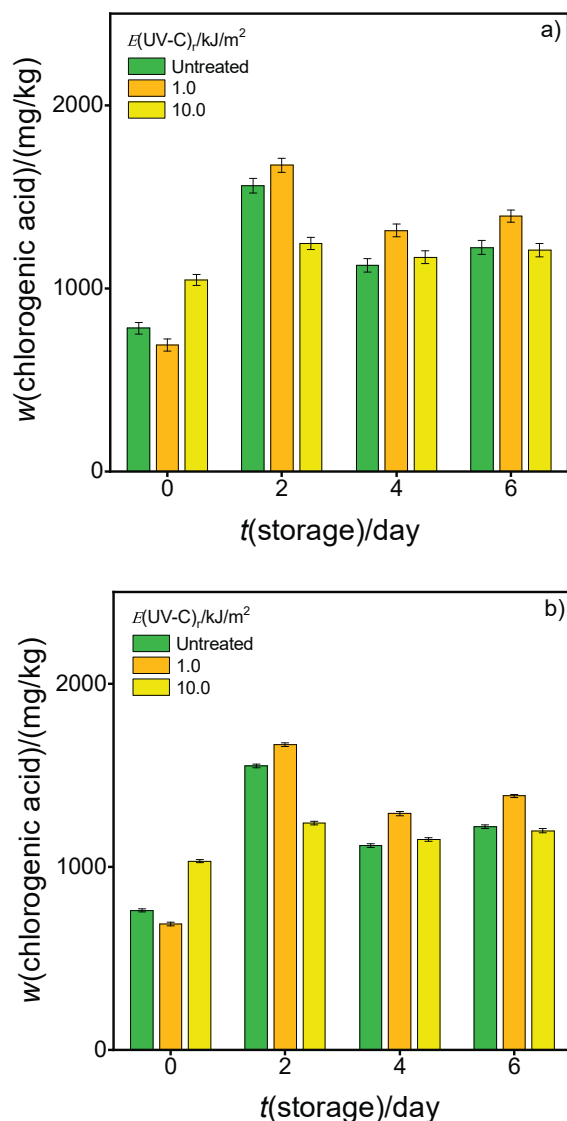 a)
E(UV-C)r/kJ/m²
Untreated
1.0
10.0
w(chlorogenic acid)/(mg/kg)
2000
1000
0
0 2 4 6
t(storage)/day
b)
E(UV-C)r/kJ/m²
Untreated
1.0
10.0
w(chlorogenic acid)/(mg/kg)
2000
1000
0
0 2 4 6
t(storage)/day